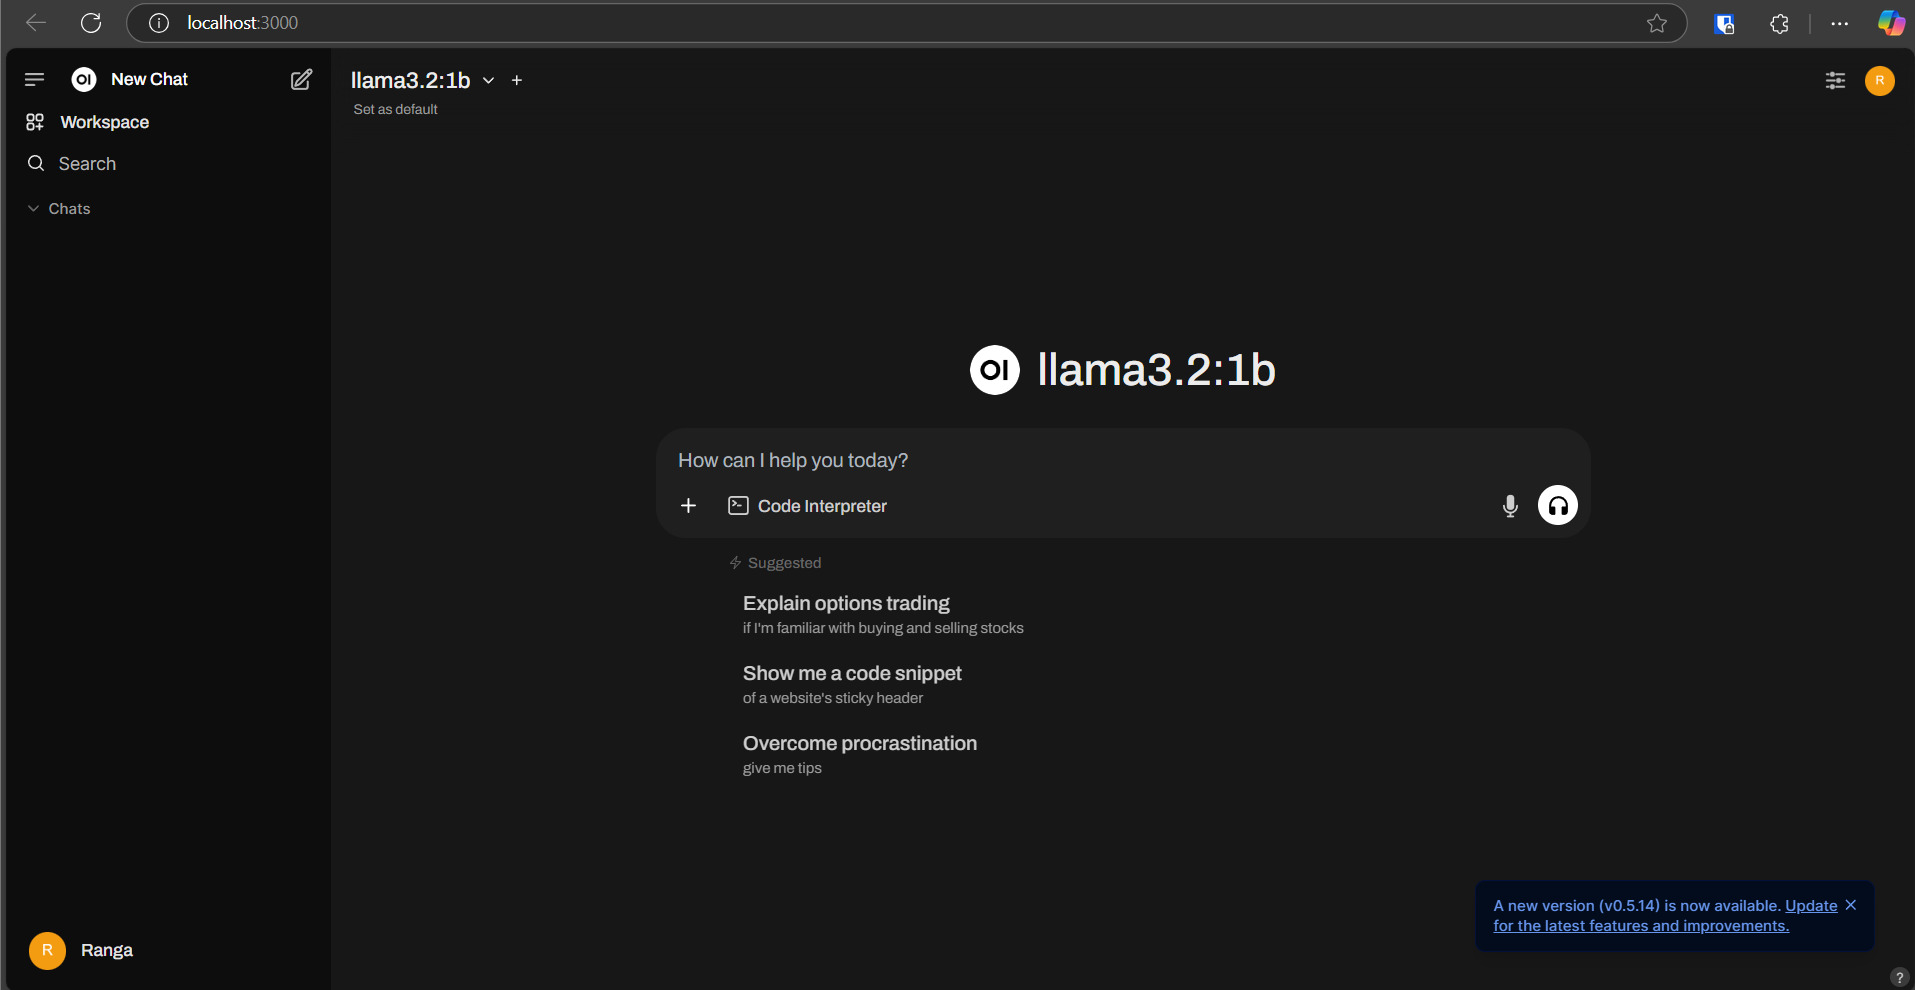 localhost:3000
OI New Chat
Workspace
Search
Chats
llama3.2:1b
Set as default
R
OI llama3.2:1b
How can I help you today?
Code Interpreter
Suggested
Explain options trading
if I'm familiar with buying and selling stocks
Show me a code snippet
of a website's sticky header
Overcome procrastination
give me tips
A new version (v0.5.14) is now available. Update
for the latest features and improvements.
R Ranga
?